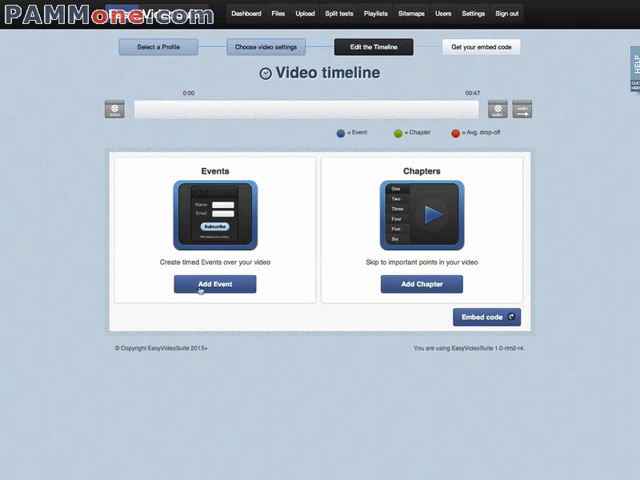 PAMMone.com
Dashboard Files Upload Split tests Playlists Sitemaps Users Settings Sign out
Select a Profile Choose video settings Edit the Timeline Get your embed code
HELP
Video timeline
0:00 00:47
= Event = Chapter = Avg. drop-off
Events Chapters
Name
Email
Subscribe
One
Two
Three
Four
Five
Six
Create timed Events over your video Skip to important points in your video
Add Event Add Chapter
Embed code
© Copyright EasyVideoSuite 2013+ You are using EasyVideoSuite 1.0-rtm2-r4.